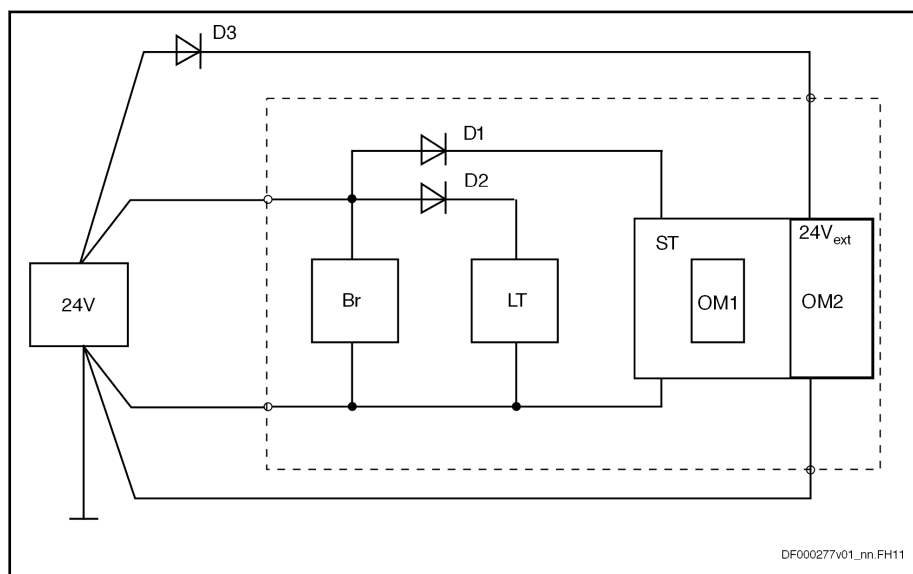 D3
D1
D2
24V
Br
LT
ST
OM1
24Vext
OM2
DF000277v01_nn.FH11